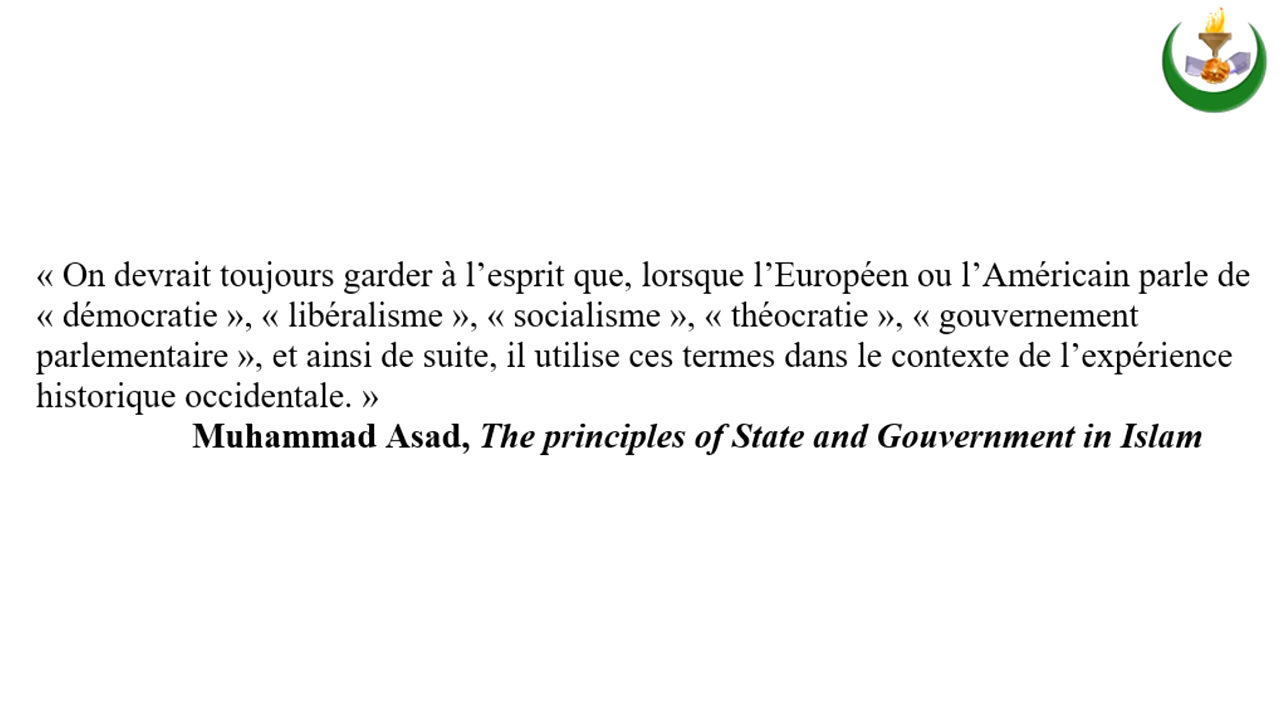 « On devrait toujours garder à l’esprit que, lorsque l’Européen ou l’Américain parle de
« démocratie », « libéralisme », « socialisme », « théocratie », « gouvernement
parlementaire », et ainsi de suite, il utilise ces termes dans le contexte de l’expérience
historique occidentale. »
Muhammad Asad, The principles of State and Gouvernment in Islam